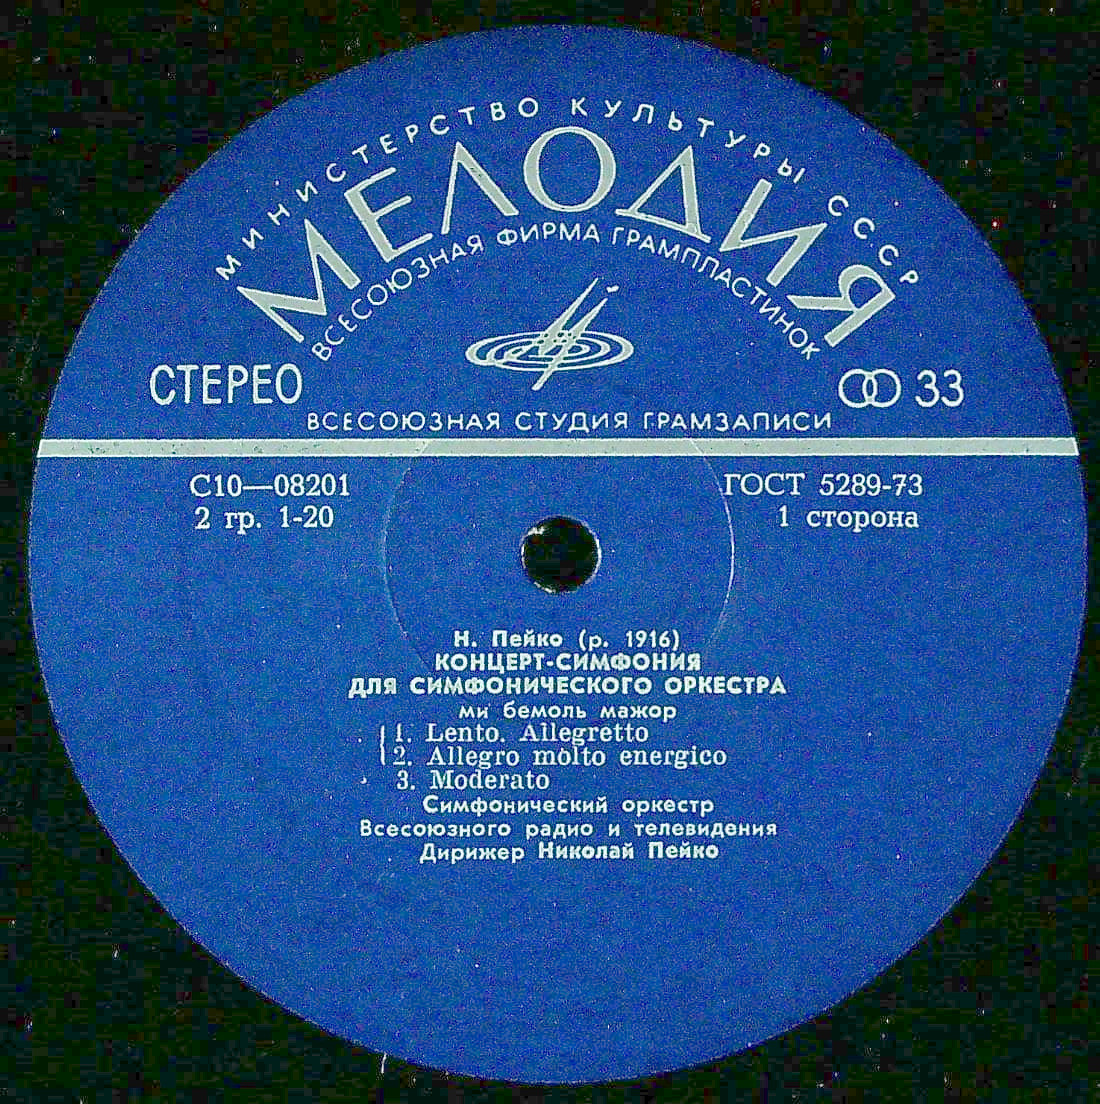 МИНИСТЕРСТВО КУЛЬТУРЫ СССР
МЕЛОДИЯ
ВСЕСОЮЗНАЯ ФИРМА ГРАМПЛАСТИНОК
СТЕРЕО
33
ВСЕСОЮЗНАЯ СТУДИЯ ГРАМЗАПИСИ
С10—08201
ГОСТ 5289-73
2 гр. 1-20
1 сторона
Н. Пейко (р. 1916)
КОНЦЕРТ-СИМФОНИЯ
ДЛЯ СИМФОНИЧЕСКОГО ОРКЕСТРА
ми бемоль мажор
1. Lento. Allegretto
2. Allegro molto energico
3. Moderato
Симфонический оркестр
Всесоюзного радио и телевидения
Дирижер Николай Пейко